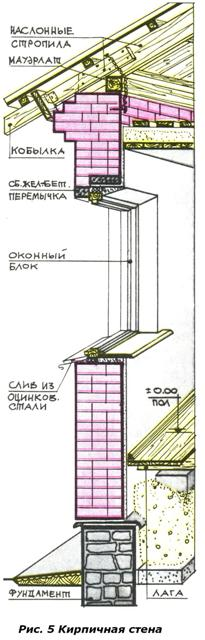 НАСЛОННЫЕ
СТРОПИЛА
МАУЭРЛАТ
КОБЫЛКА
СБ.ЖЕЛ-БЕТ.
ПЕРЕМЫЧКА
ОКОННЫЙ
БЛОК
СЛИВ ИЗ
ОЦИНКОВ.
СТАЛИ
±0.00
ПОЛ
ФУНДАМЕНТ
ЛАГА
Рис. 5 Кирпичная стена